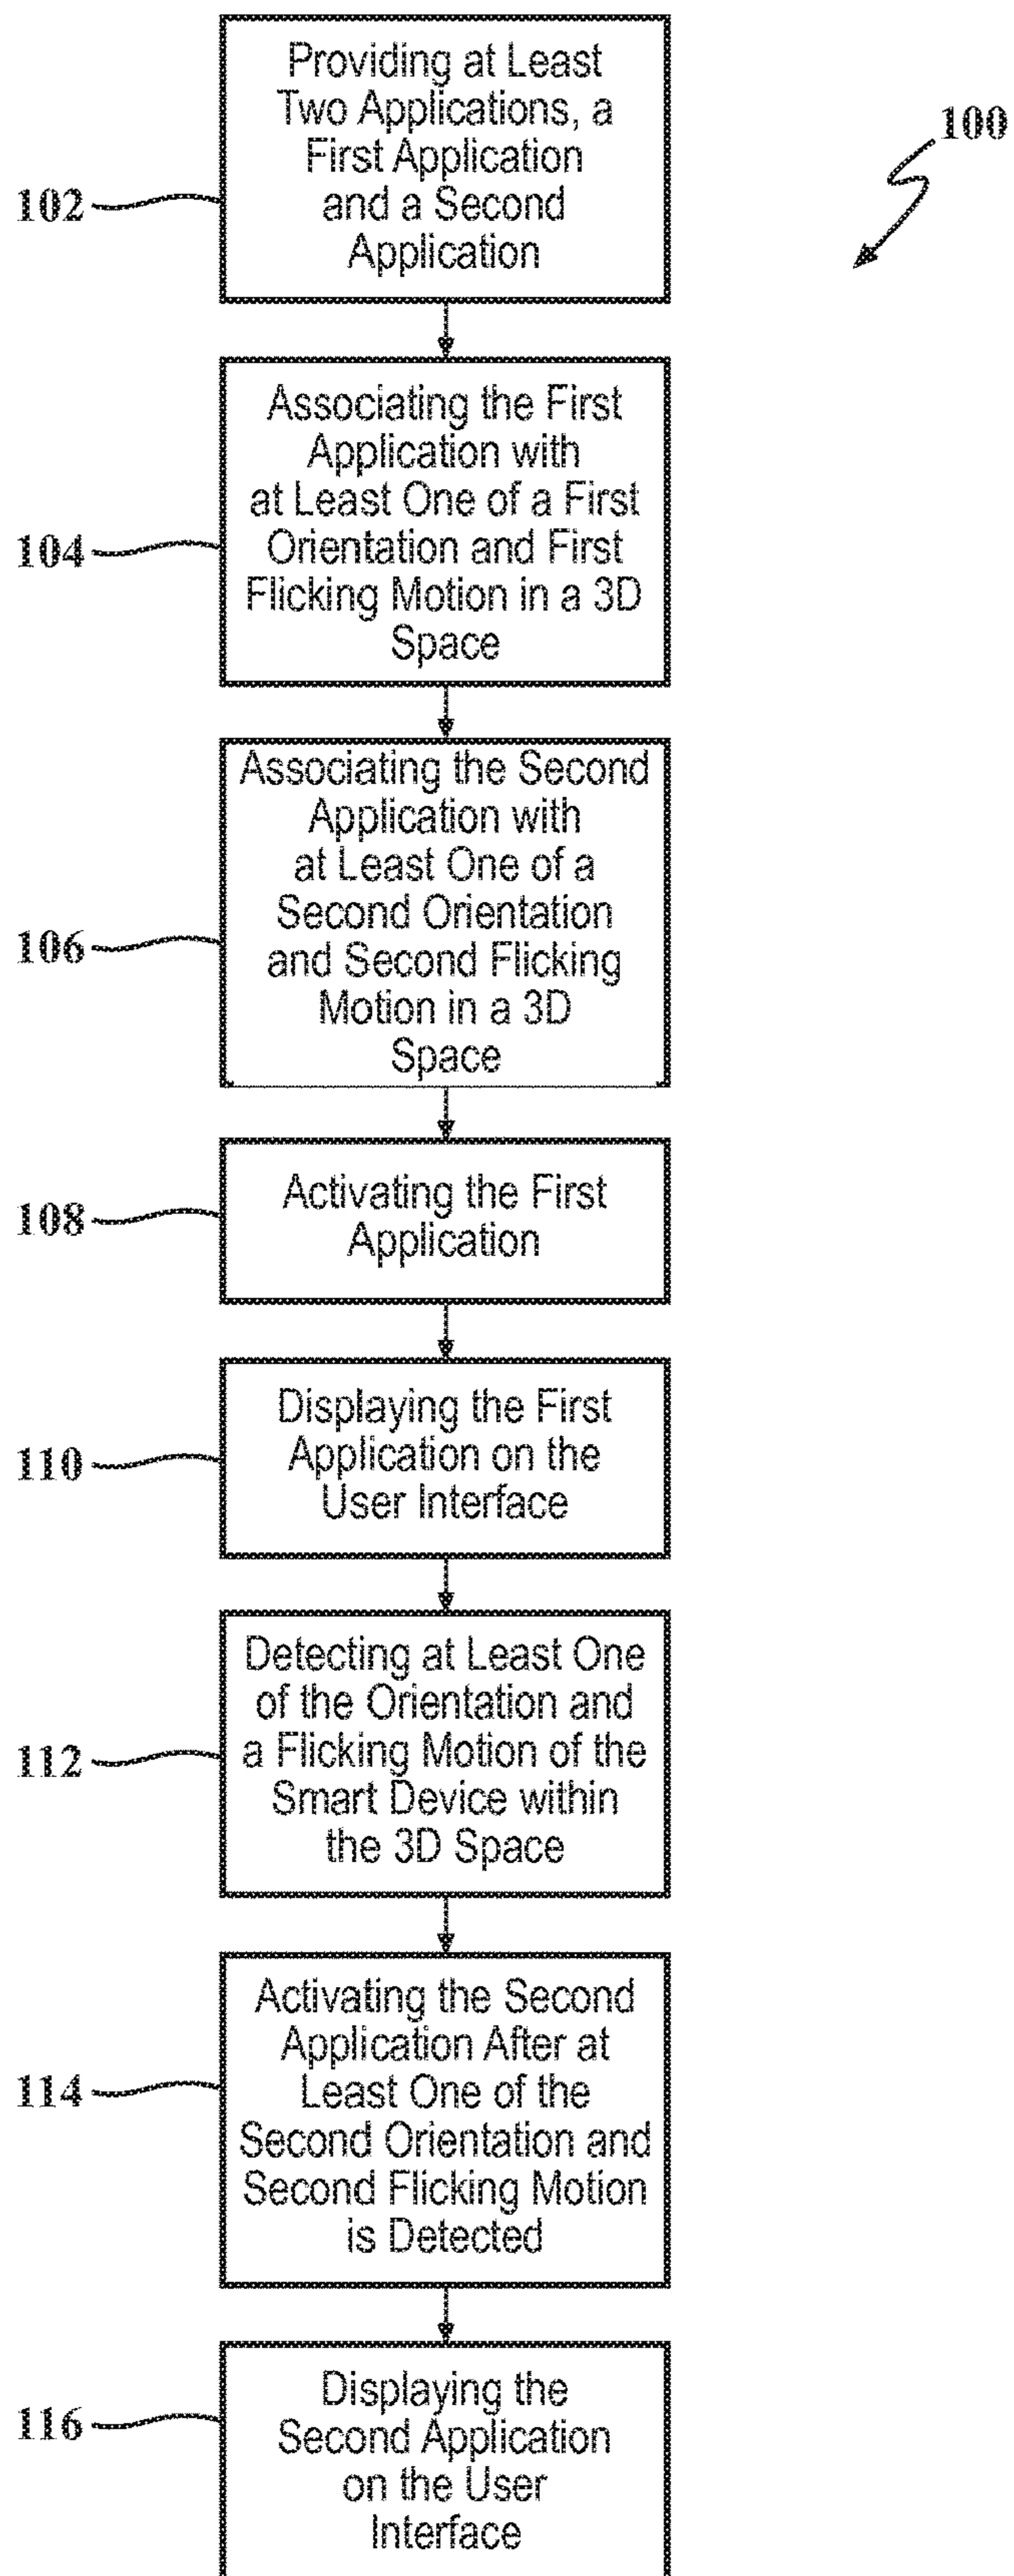 Providing at Least
Two Applications, a
First Application
and a Second
Application
100
102
Associating the First
Application with
at Least One of a First
Orientation and First
Flicking Motion in a 3D
Space
104
Associating the Second
Application with
at Least One of a
Second Orientation
and Second Flicking
Motion in a 3D
Space
106
Activating the First
Application
108
Displaying the First
Application on the
User Interface
110
Detecting at Least One
of the Orientation and
a Flicking Motion of the
Smart Device within
the 3D Space
112
Activating the Second
Application After at
Least One of the
Second Orientation and
Second Flicking Motion
is Detected
114
Displaying the
Second Application
on the User
Interface
116